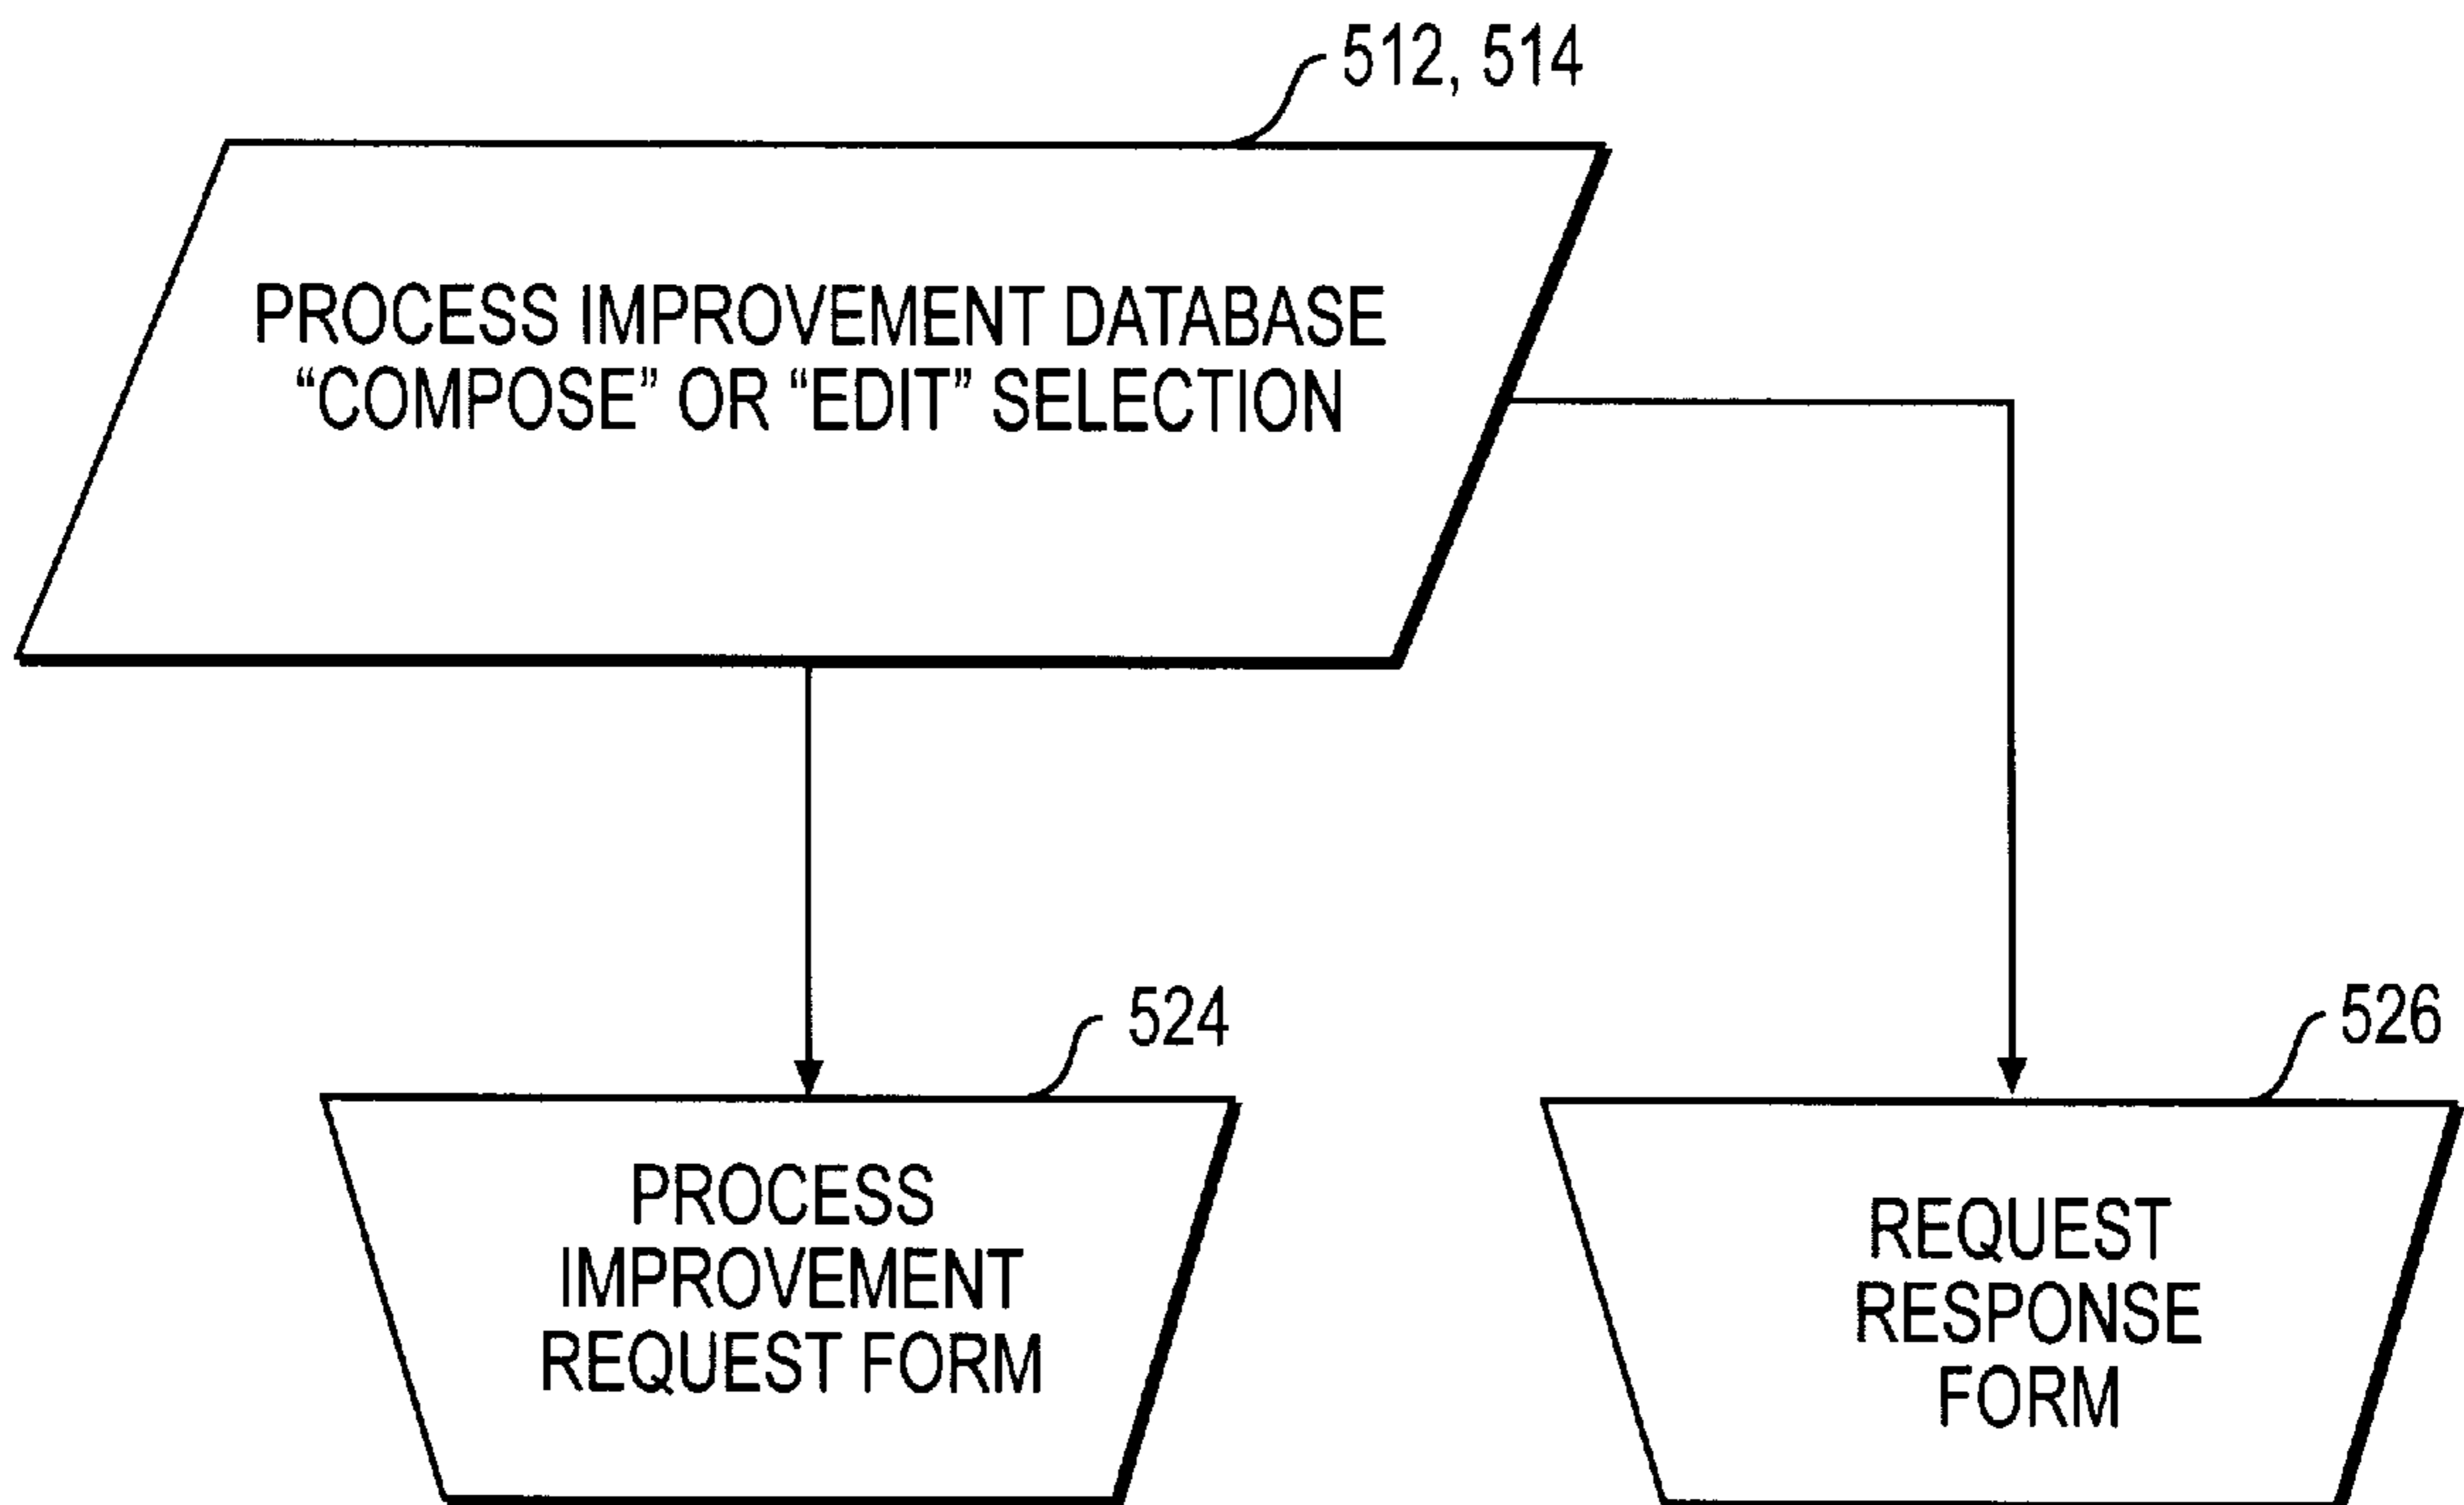 512, 514
PROCESS IMPROVEMENT DATABASE
“COMPOSE” OR “EDIT” SELECTION
524
526
PROCESS
IMPROVEMENT
REQUEST FORM
REQUEST
RESPONSE
FORM